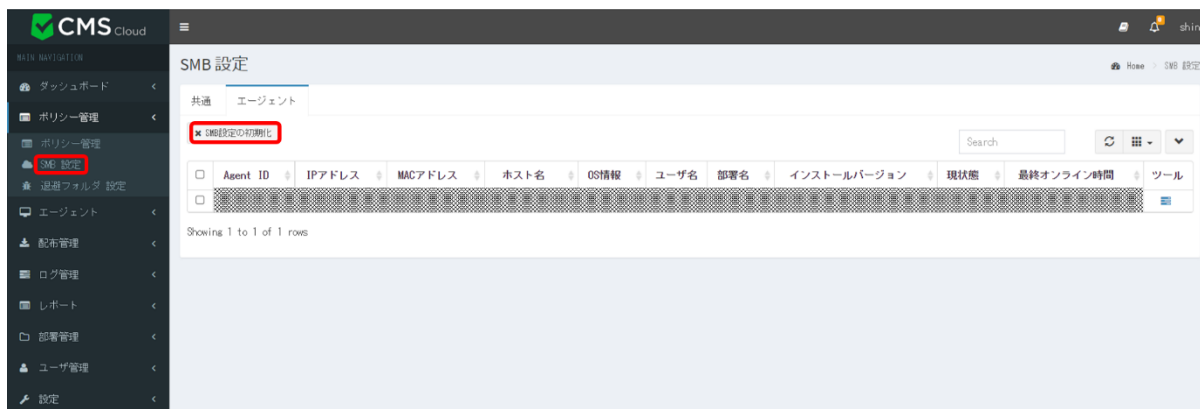 CMS Cloud
shin
MAIN NAVIGATION
SMB 設定
Home > SMB 設定
ダッシュボード
共通 エージェント
ポリシー管理
SMB設定の初期化
ポリシー管理
Search
SMB 設定
退避フォルダ 設定
Agent ID IPアドレス MACアドレス ホスト名 OS情報 ユーザ名 部署名 インストールバージョン 現状態 最終オンライン時間 ツール
エージェント
Showing 1 to 1 of 1 rows
配布管理
ログ管理
レポート
部署管理
ユーザ管理
設定